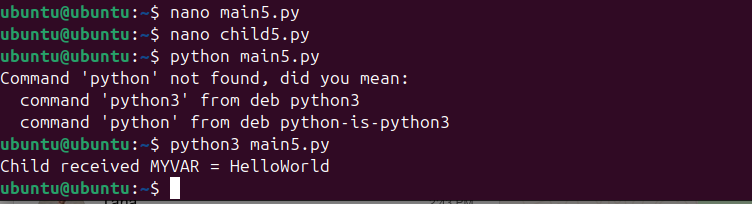 ubuntu@ubuntu:~$ nano main5.py
ubuntu@ubuntu:~$ nano child5.py
ubuntu@ubuntu:~$ python main5.py
Command 'python' not found, did you mean:
  command 'python3' from deb python3
  command 'python' from deb python-is-python3
ubuntu@ubuntu:~$ python3 main5.py
Child received MYVAR = HelloWorld
ubuntu@ubuntu:~$